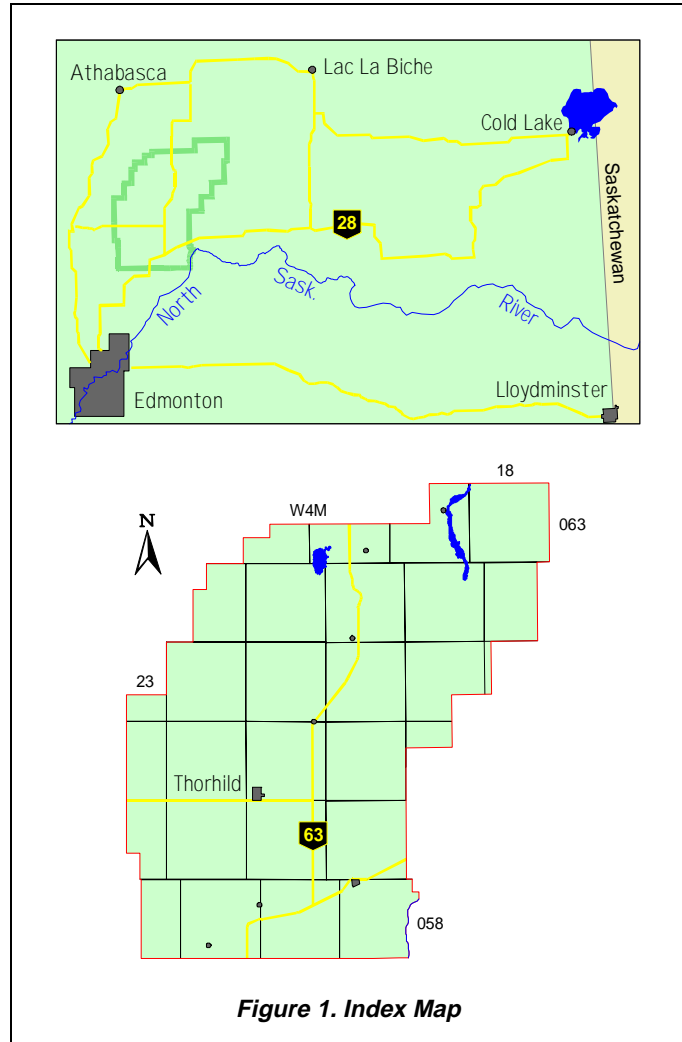 Athabasca
Lac La Biche
Cold Lake
Saskatchewan
28
North
Sask.
River
Edmonton
Lloydminster
18
W4M
063
N
23
Thorhild
63
058
Figure 1. Index Map